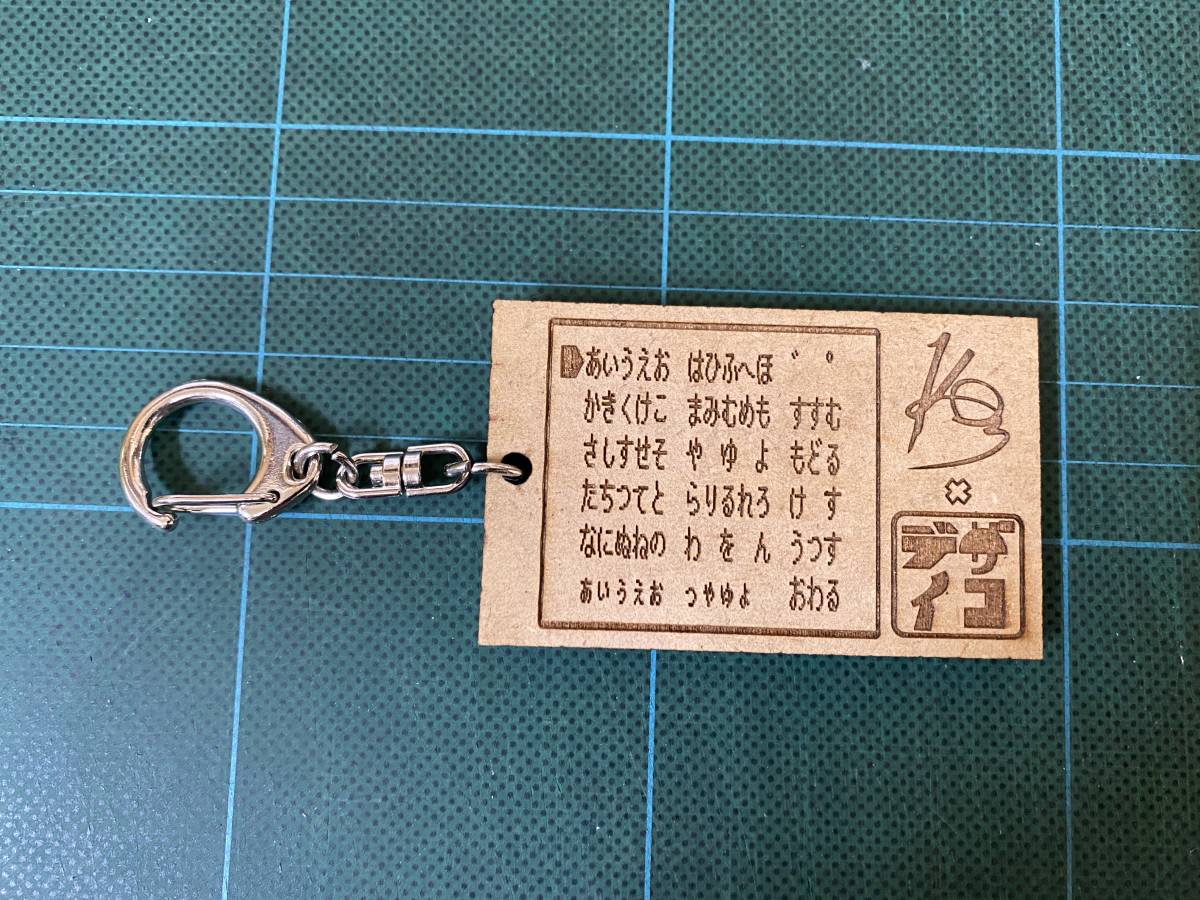 あいうえお はひふへほ ゛ ゜
かきくけこ まみむめも すすむ
さしすせそ や ゆ よ もどる
たちつてと らりるれろ け す
なにぬねの わ を ん うつす
ぁぃぅぇぉ っゃゅょ おわる
×
デザ
イコ